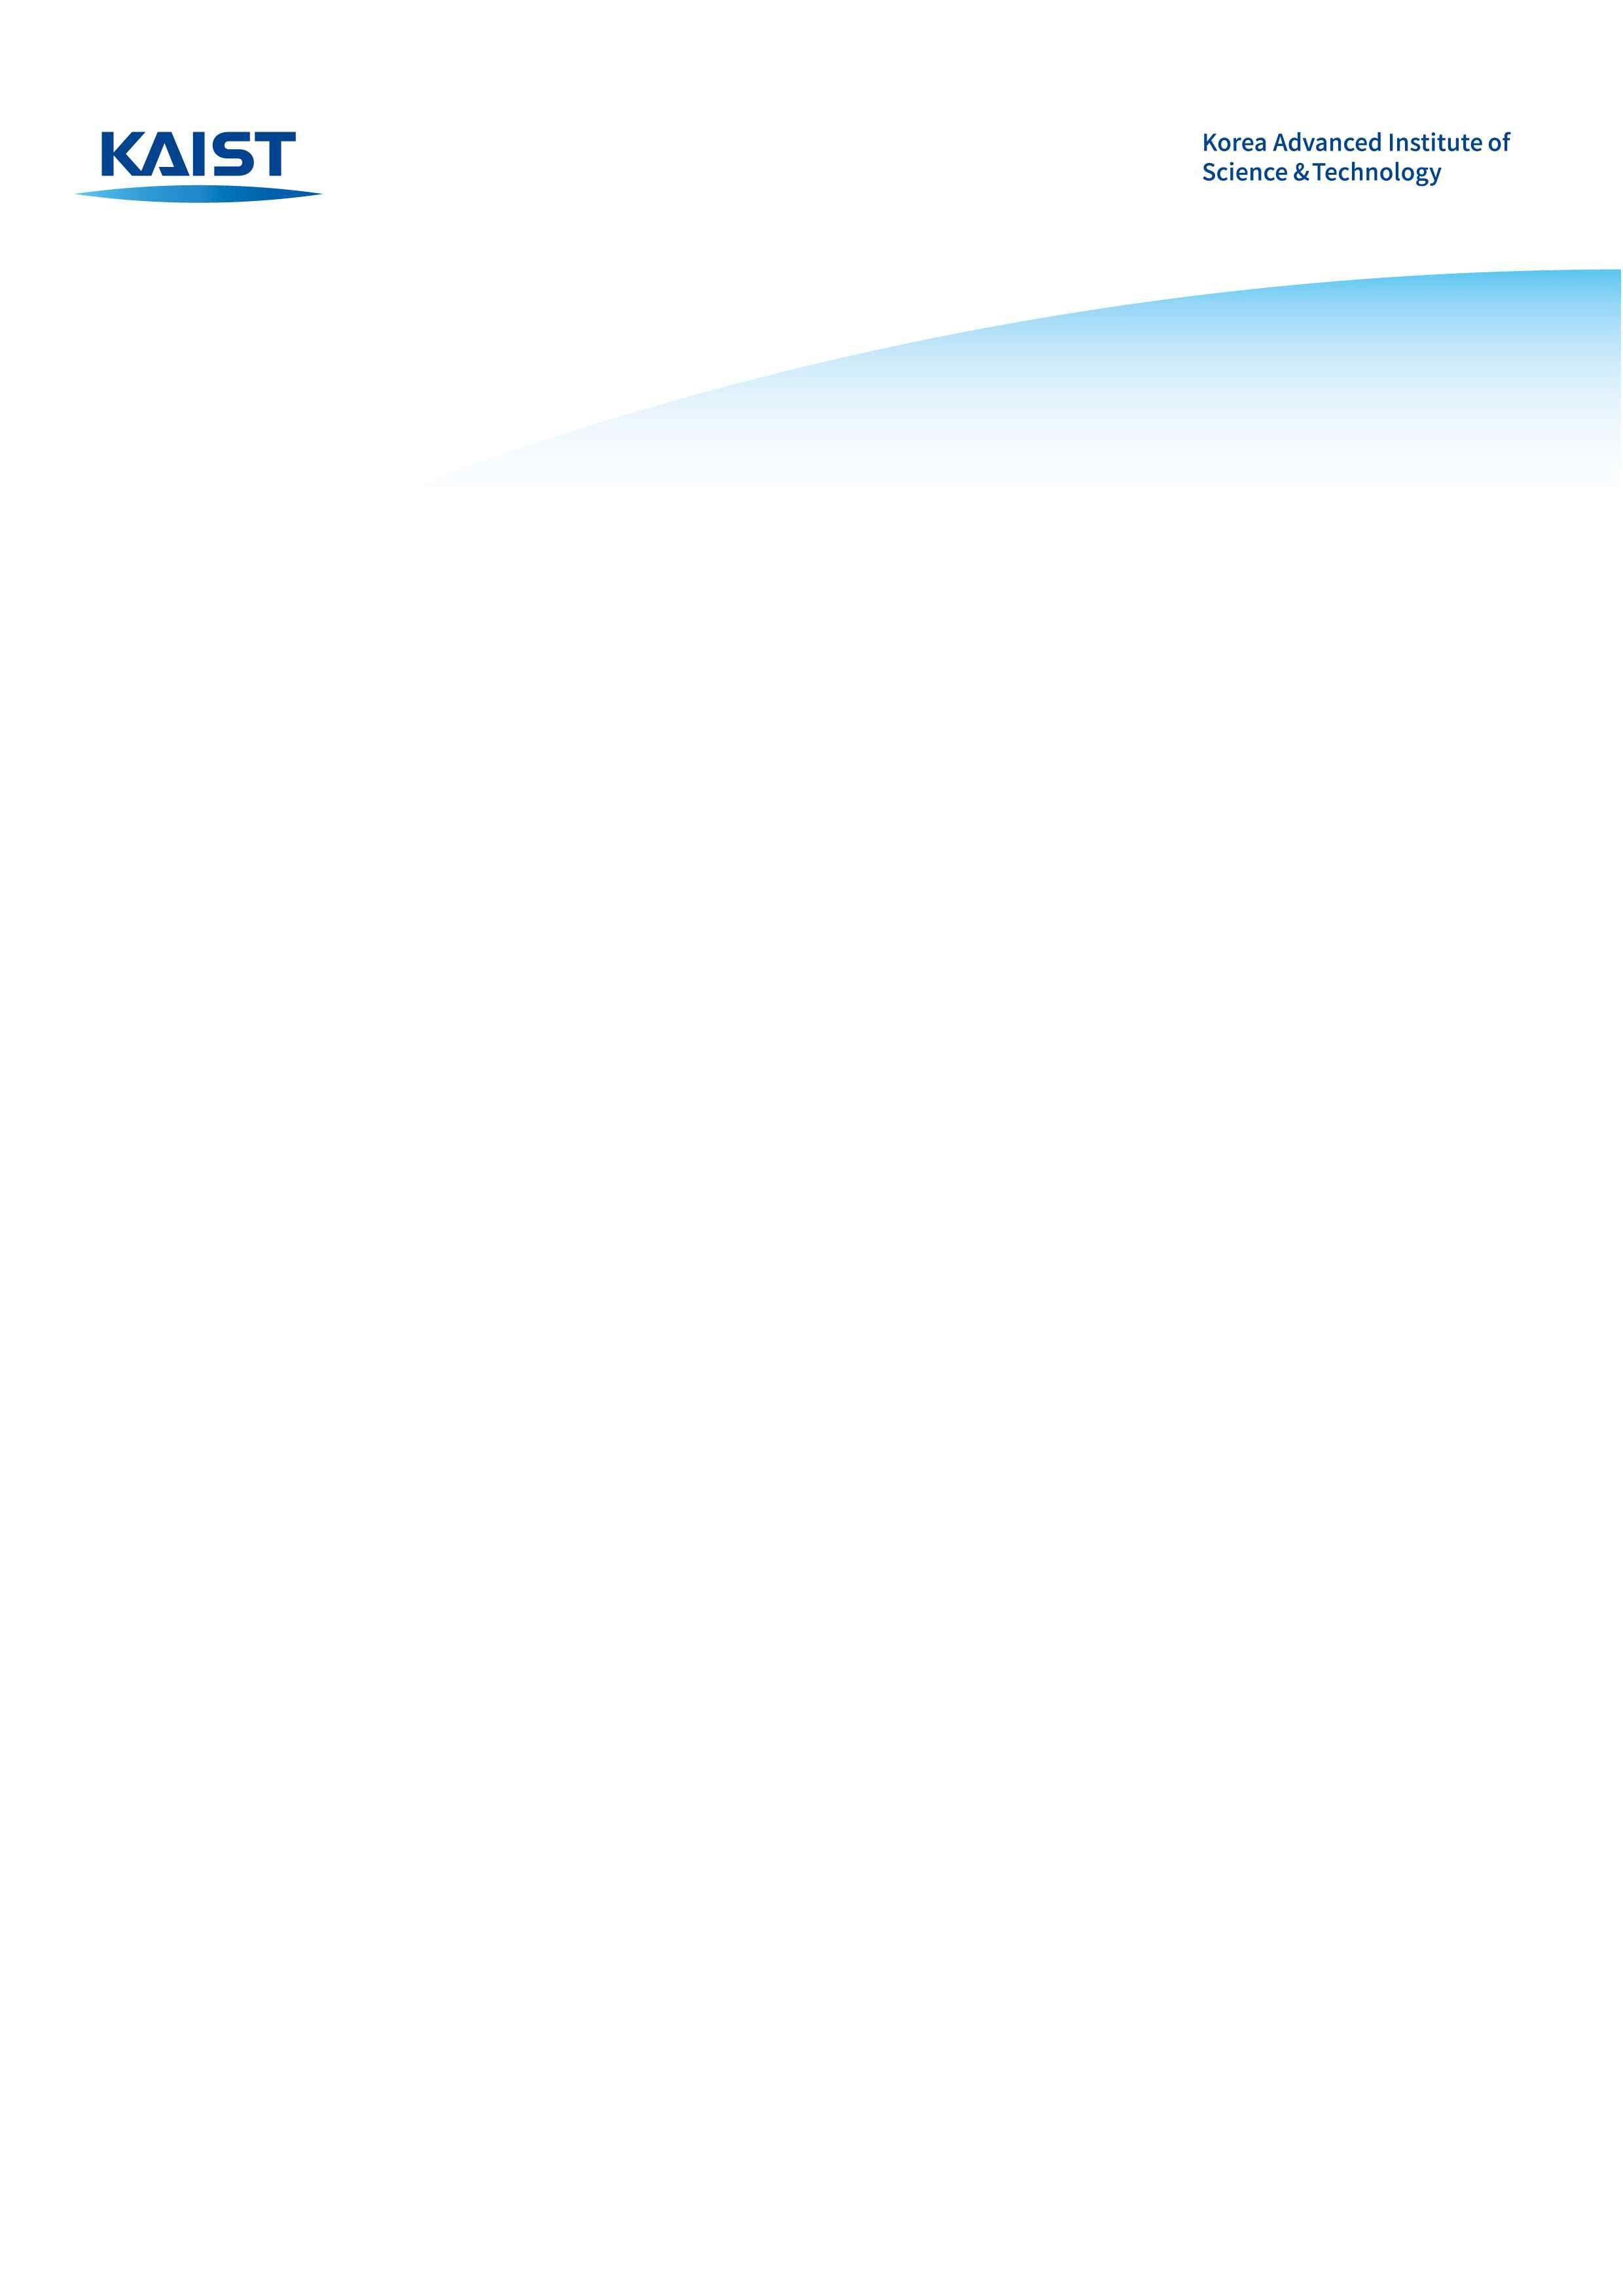 KAIST
Korea Advanced Institute of
Science & Technology